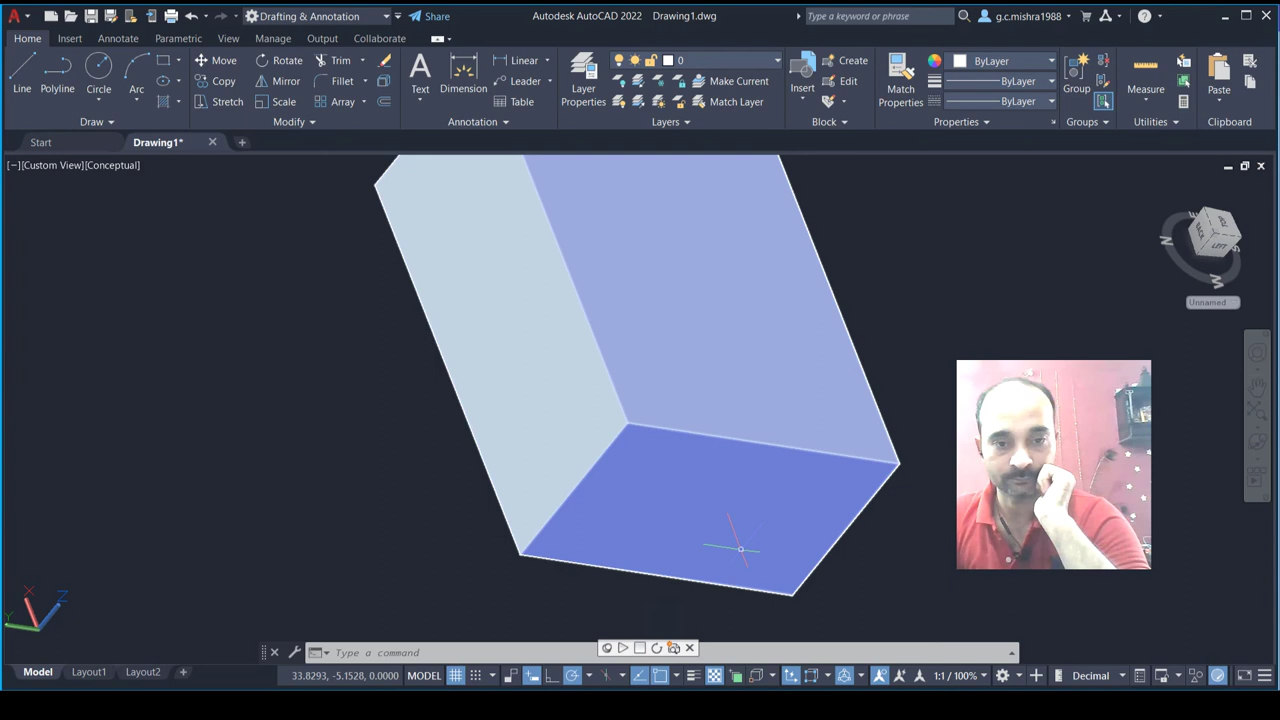 Drafting & Annotation
Share
Autodesk AutoCAD 2022 Drawing1.dwg
Type a keyword or phrase
g.c.mishra1988
Home Insert Annotate Parametric View Manage Output Collaborate
Line Polyline Circle Arc
Move Rotate Trim
Copy Mirror Fillet
Stretch Scale Array
Text Dimension
Linear
Leader
Table
Layer Properties
0
Make Current
Match Layer
Insert
Create
Edit
Match Properties
ByLayer
ByLayer
ByLayer
Group
Measure
Paste
Draw Modify Annotation Layers Block Properties Groups Utilities Clipboard
Start Drawing1*
[−][Custom View][Conceptual]
TOP
BACK
LEFT
E
N
S
W
Unnamed
X
Y
Z
Type a command
Model Layout1 Layout2
33.8293, -5.1528, 0.0000 MODEL
1:1 / 100%
Decimal